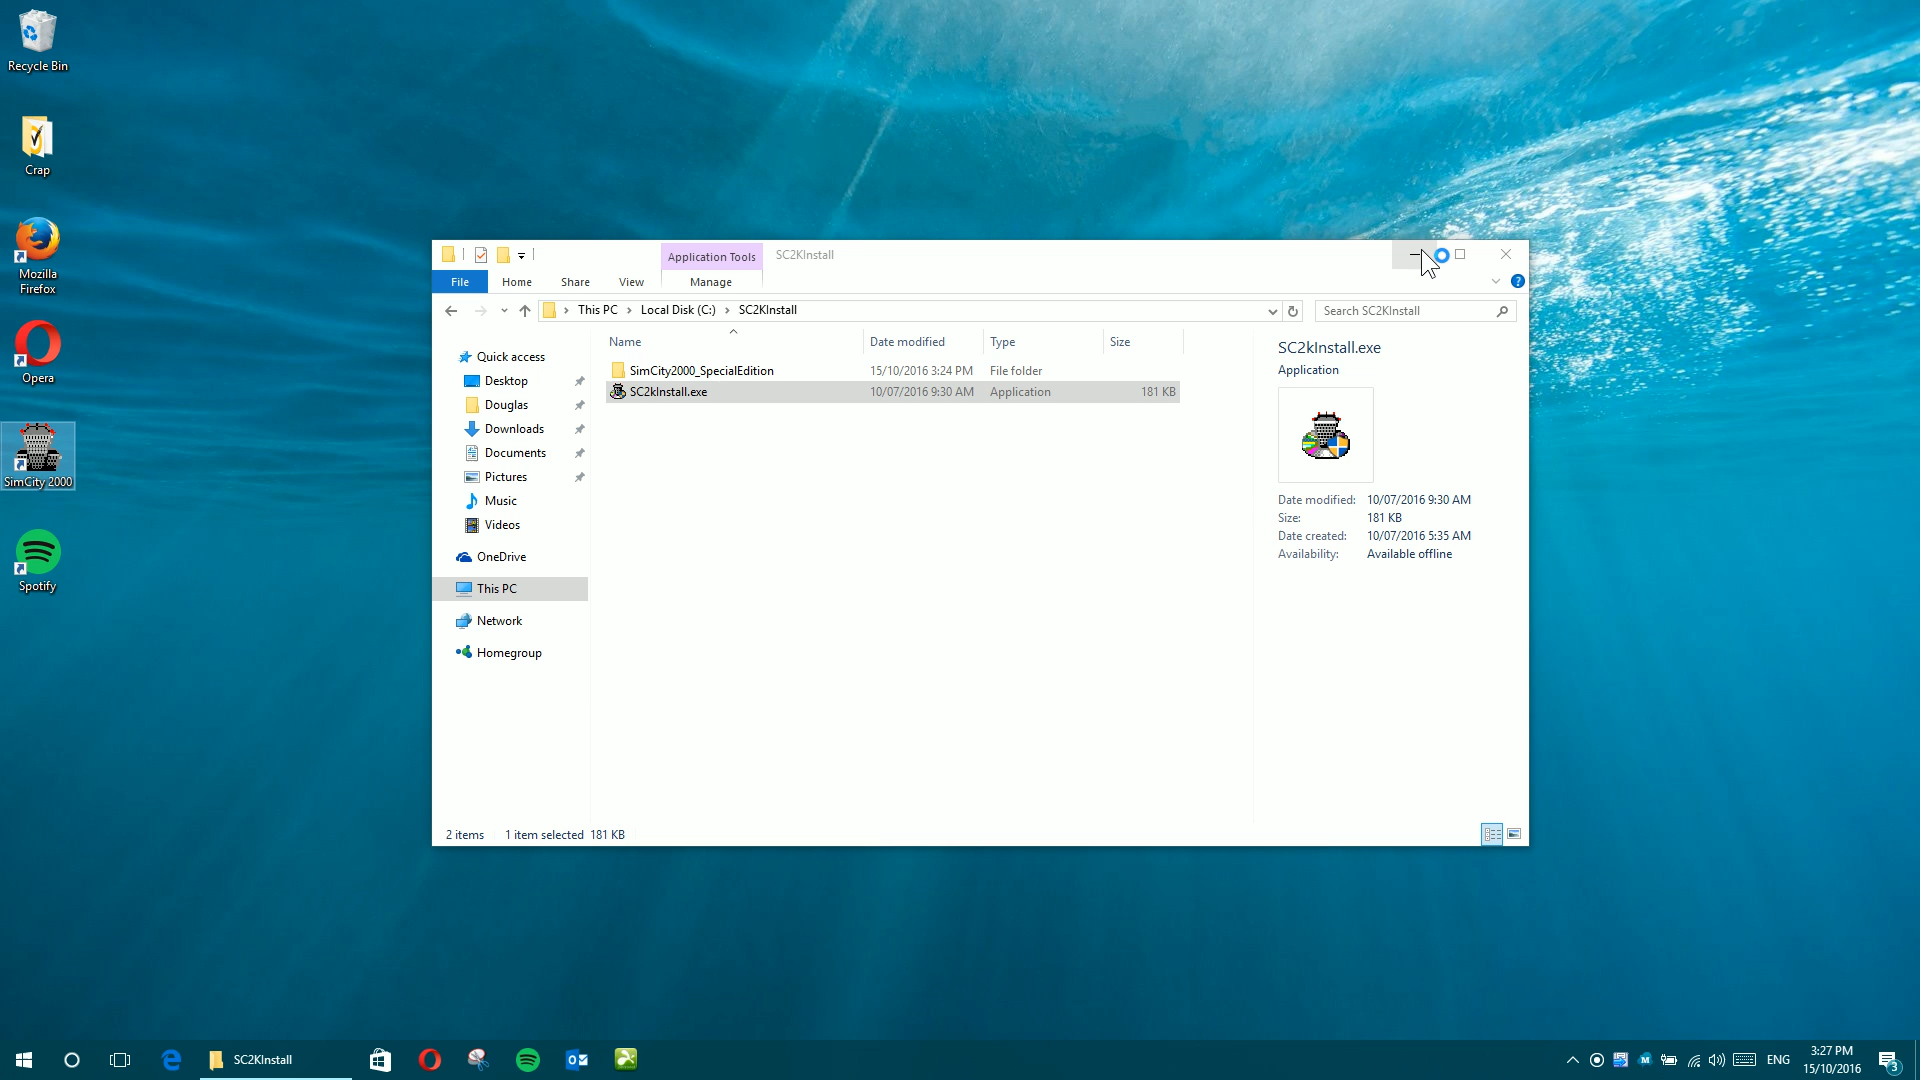 Recycle Bin
Crap
Mozilla
Firefox
Opera
SimCity 2000
Spotify
Application Tools
SC2KInstall
File
Home
Share
View
Manage
This PC
Local Disk (C:)
SC2KInstall
Search SC2KInstall
Name
Date modified
Type
Size
SimCity2000_SpecialEdition
15/10/2016 3:24 PM
File folder
SC2kInstall.exe
10/07/2016 9:30 AM
Application
181 KB
Quick access
Desktop
Douglas
Downloads
Documents
Pictures
Music
Videos
OneDrive
This PC
Network
Homegroup
SC2kInstall.exe
Application
Date modified: 10/07/2016 9:30 AM
Size: 181 KB
Date created: 10/07/2016 5:35 AM
Availability: Available offline
2 items 1 item selected 181 KB
SC2KInstall
ENG
3:27 PM
15/10/2016
3